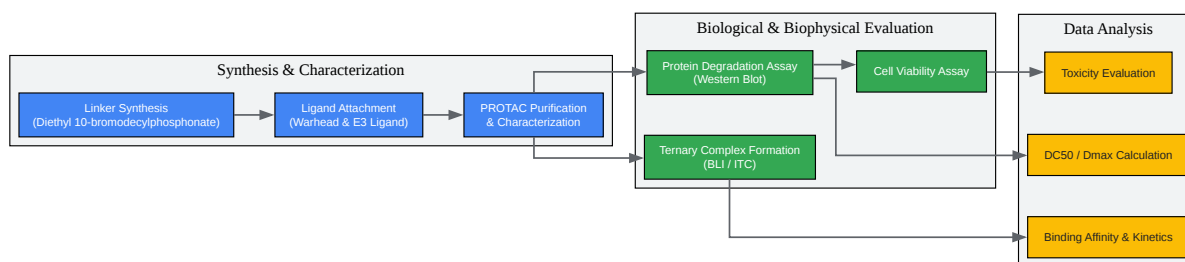 Synthesis & Characterization
Linker Synthesis
(Diethyl 10-bromodecylphosphonate)
Ligand Attachment
(Warhead & E3 Ligand)
PROTAC Purification
& Characterization
Biological & Biophysical Evaluation
Protein Degradation Assay
(Western Blot)
Cell Viability Assay
Ternary Complex Formation
(BLI / ITC)
Data Analysis
Toxicity Evaluation
DC50 / Dmax Calculation
Binding Affinity & Kinetics